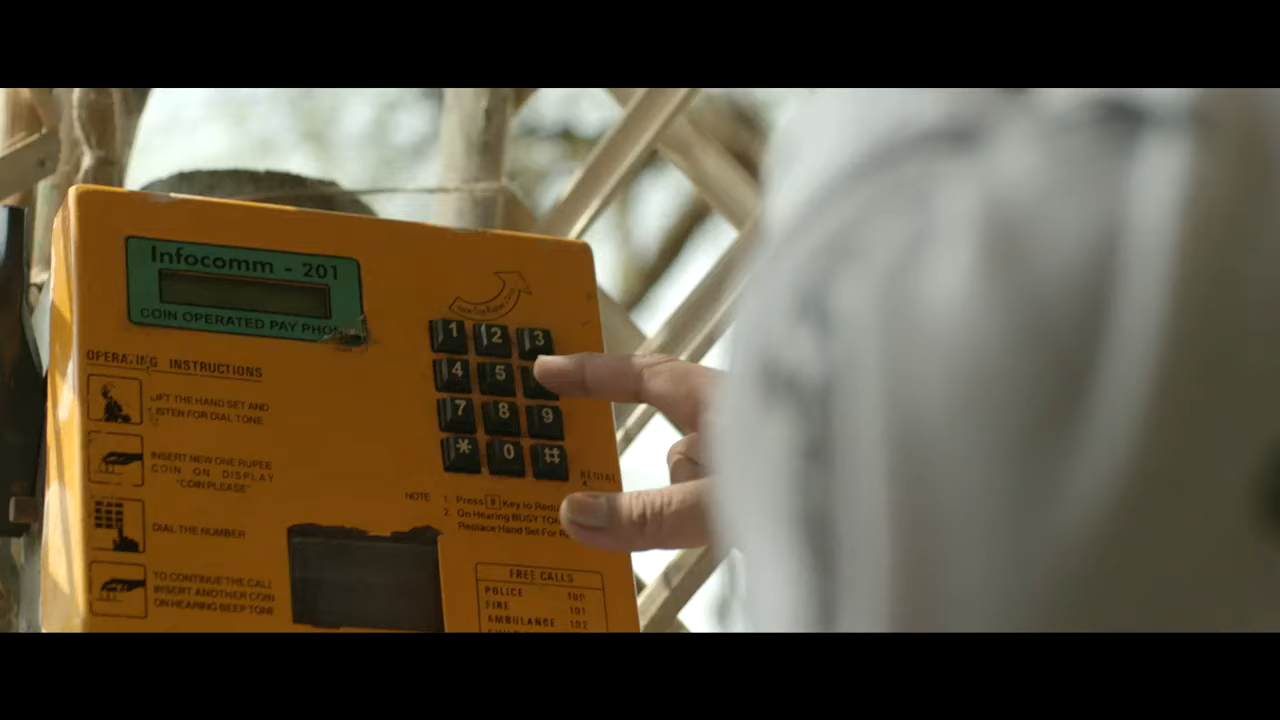 Infocomm - 201
COIN OPERATED PAY PHON
OPERATING INSTRUCTIONS
LIFT THE HAND SET AND
LISTEN FOR DIAL TONE
INSERT NEW ONE RUPEE
COIN ON DISPLAY
"COIN PLEASE"
DIAL THE NUMBER
TO CONTINUE THE CALL
INSERT ANOTHER COIN
ON HEARING BEEP TONE
1 2 3
4 5
7 8 9
* 0 #
REDIAL
NOTE 1. Press # Key to Redial
2. On Hearing BUSY TON
Replace Hand Set For R
FREE CALLS
POLICE 100
FIRE 101
AMBULANCE 102